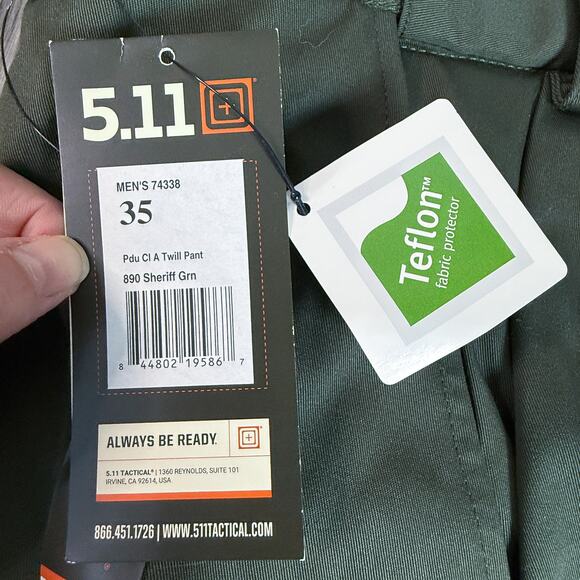 5.11
MEN'S 74338
35
Pdu Cl A Twill Pant
890 Sheriff Grn
8 44802 19586 7
ALWAYS BE READY.
5.11 TACTICAL® | 1360 REYNOLDS, SUITE 101
IRVINE, CA 92614, USA
866.451.1726 | WWW.511TACTICAL.COM
Teflon™
fabric protector